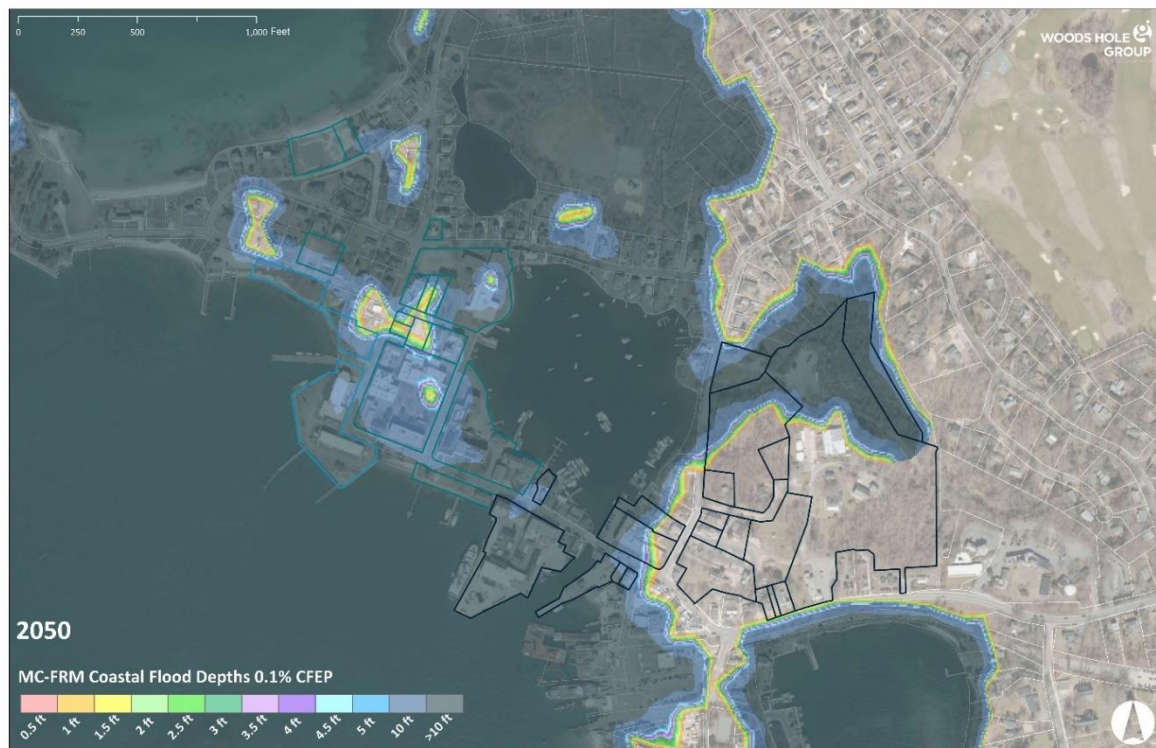 0 250 500 1,000 Feet
WOODS HOLE
GROUP
2050
MC-FRM Coastal Flood Depths 0.1% CFEP
0.5 ft 1 ft 1.5 ft 2 ft 2.5 ft 3 ft 3.5 ft 4 ft 4.5 ft 5 ft 10 ft >10 ft